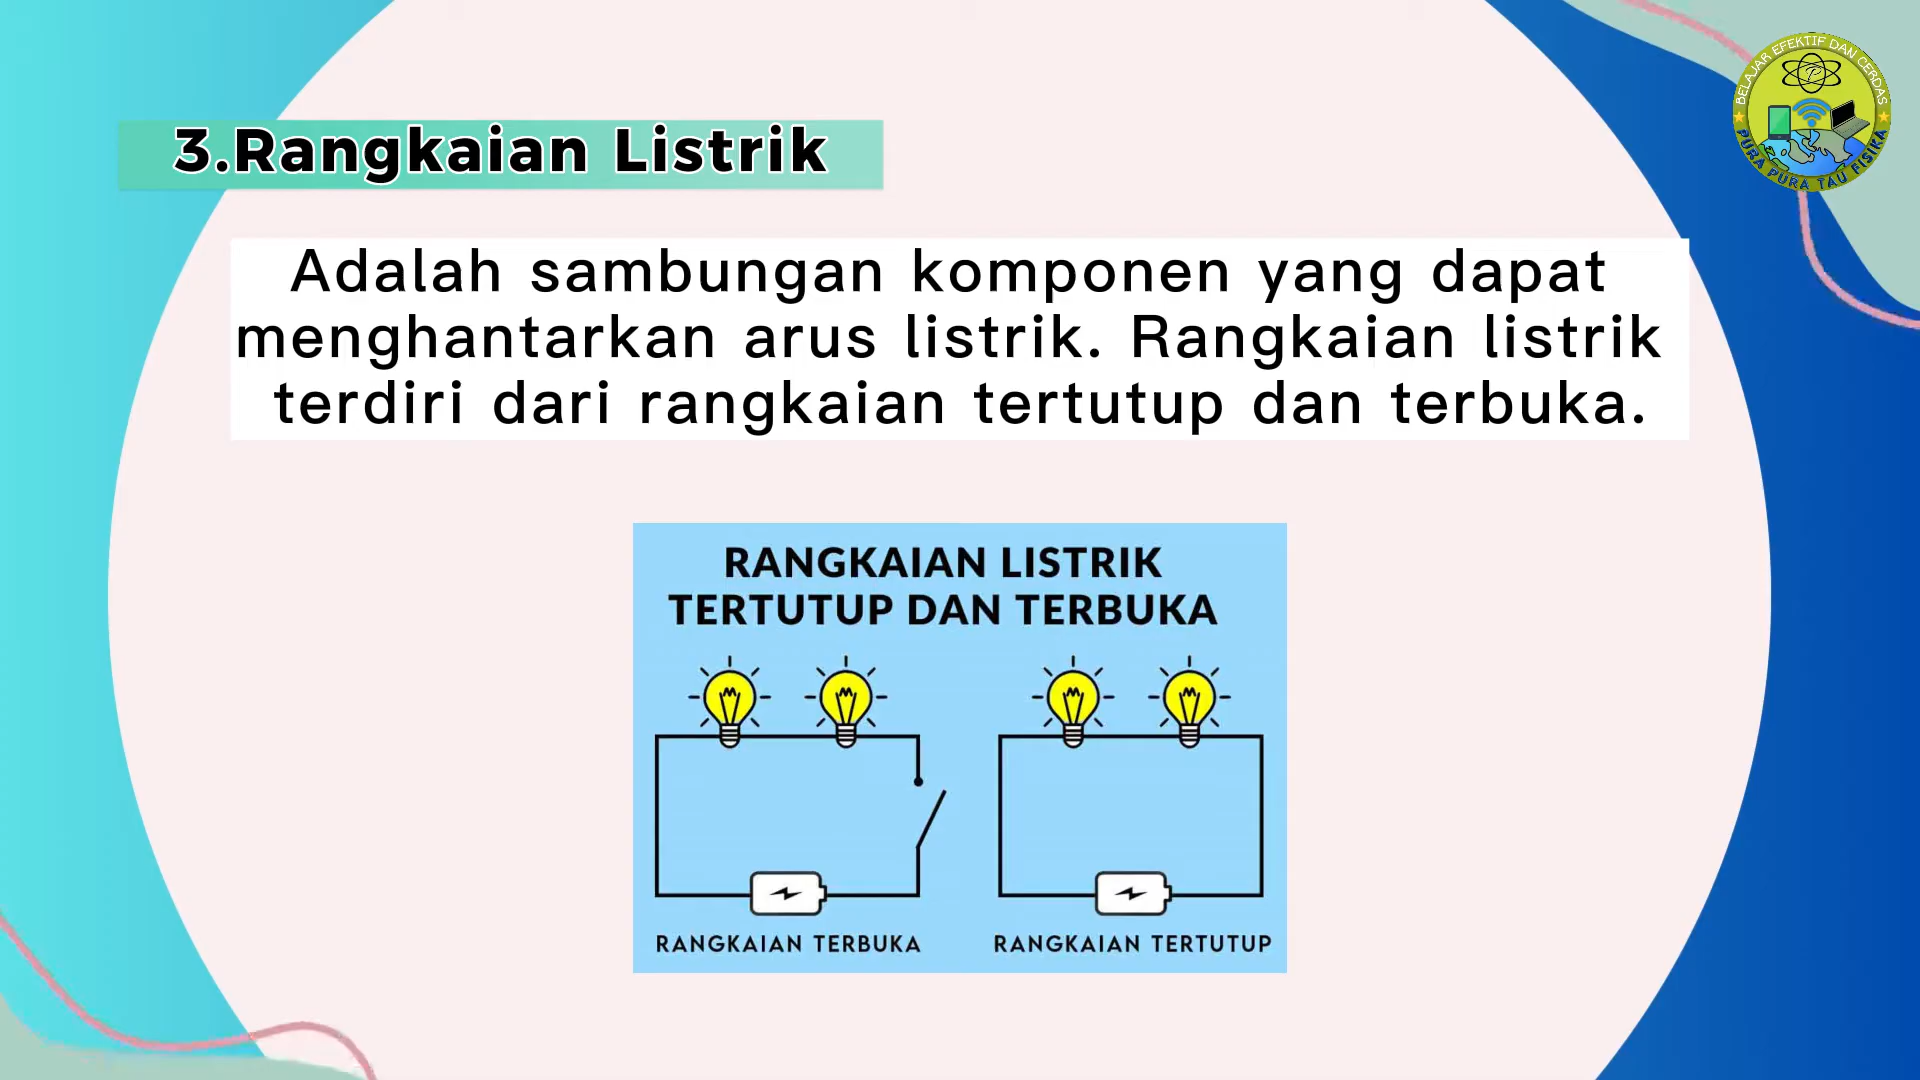 BELAJAR EFEKTIF DAN CERDAS
PURA PURA TAU FISIKA
3.Rangkaian Listrik
Adalah sambungan komponen yang dapat
menghantarkan arus listrik. Rangkaian listrik
terdiri dari rangkaian tertutup dan terbuka.
RANGKAIAN LISTRIK
TERTUTUP DAN TERBUKA
RANGKAIAN TERBUKA
RANGKAIAN TERTUTUP